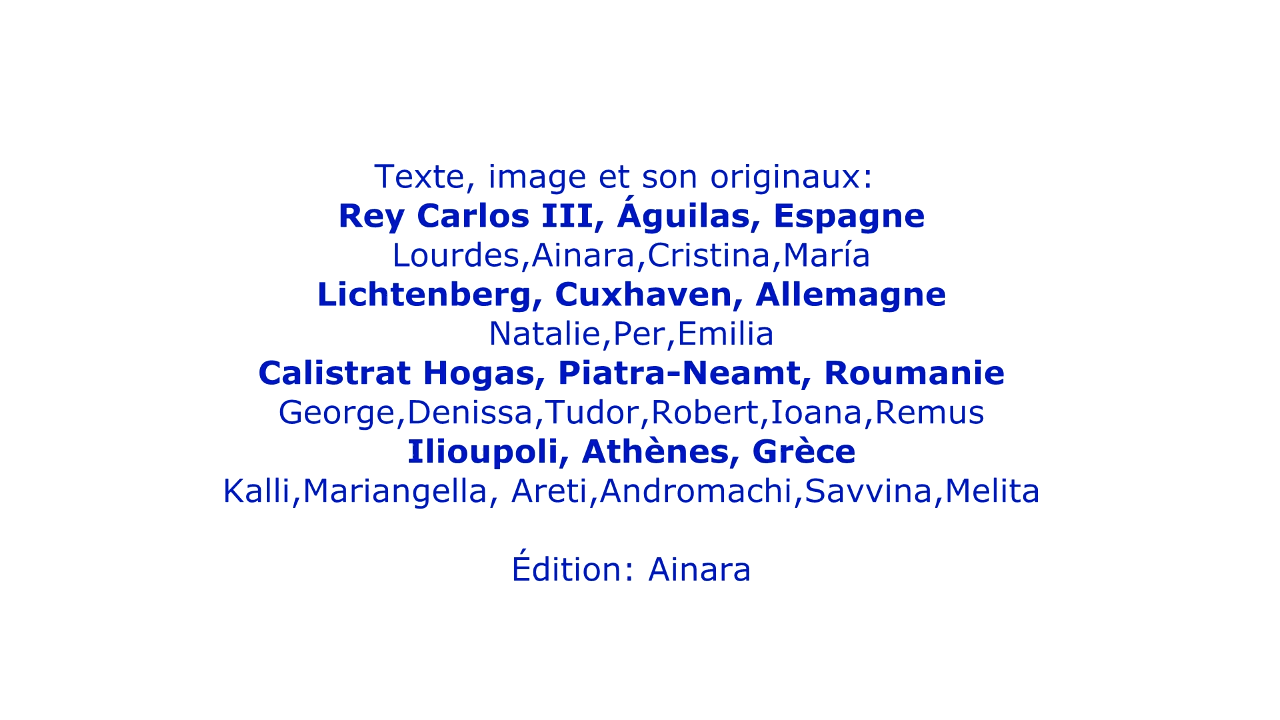 Texte, image et son originaux:
Rey Carlos III, Águilas, Espagne
Lourdes,Ainara,Cristina,María
Lichtenberg, Cuxhaven, Allemagne
Natalie,Per,Emilia
Calistrat Hogas, Piatra-Neamt, Roumanie
George,Denissa,Tudor,Robert,Ioana,Remus
Ilioupoli, Athènes, Grèce
Kalli,Mariangella, Areti,Andromachi,Savvina,Melita
Édition: Ainara